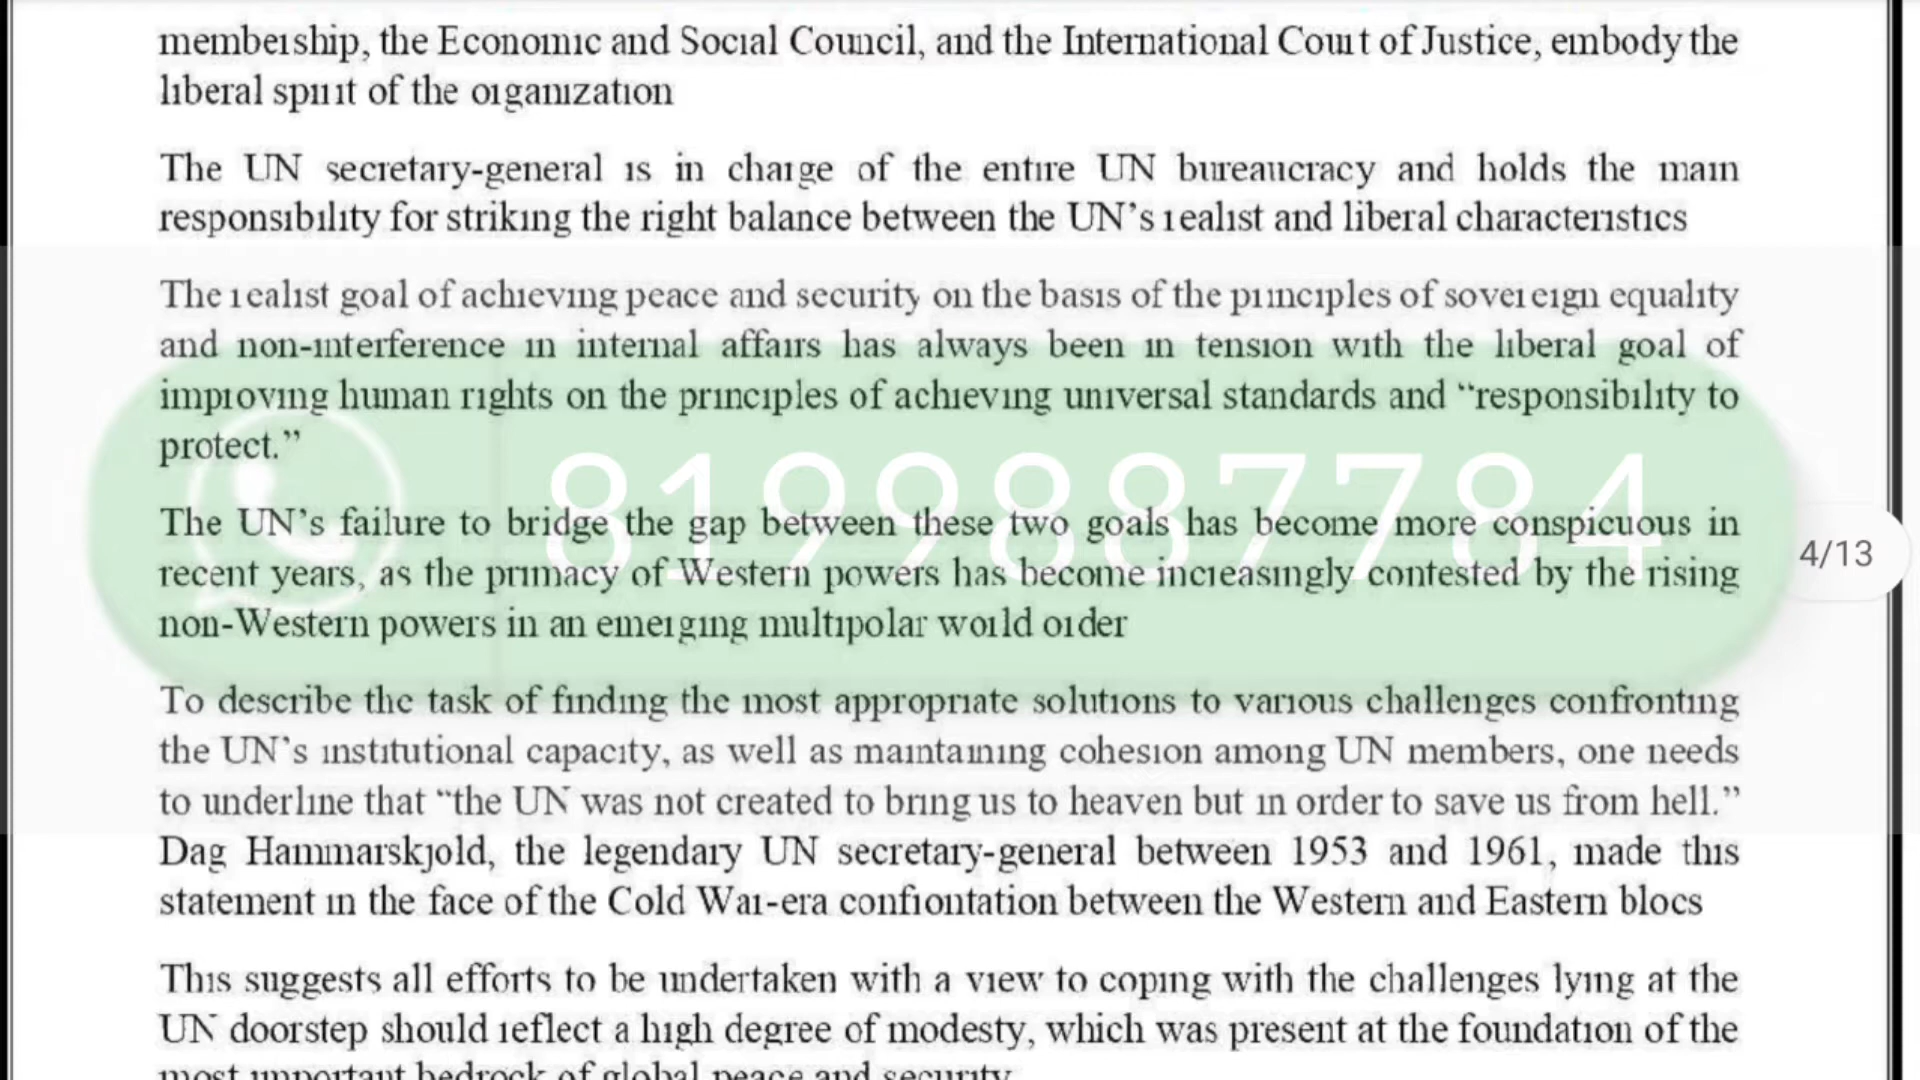 membership, the Economic and Social Council, and the International Court of Justice, embody the
liberal spirit of the organization
The UN secretary-general is in charge of the entire UN bureaucracy and holds the main
responsibility for striking the right balance between the UN’s realist and liberal characteristics
The realist goal of achieving peace and security on the basis of the principles of sovereign equality
and non-interference in internal affairs has always been in tension with the liberal goal of
improving human rights on the principles of achieving universal standards and “responsibility to
protect.”
8199887784
The UN’s failure to bridge the gap between these two goals has become more conspicuous in
4/13
recent years, as the primacy of Western powers has become increasingly contested by the rising
non-Western powers in an emerging multipolar world order
To describe the task of finding the most appropriate solutions to various challenges confronting
the UN’s institutional capacity, as well as maintaining cohesion among UN members, one needs
to underline that “the UN was not created to bring us to heaven but in order to save us from hell.”
Dag Hammarskjold, the legendary UN secretary-general between 1953 and 1961, made this
statement in the face of the Cold War-era confrontation between the Western and Eastern blocs
This suggests all efforts to be undertaken with a view to coping with the challenges lying at the
UN doorstep should reflect a high degree of modesty, which was present at the foundation of the
most important bedrock of global peace and security